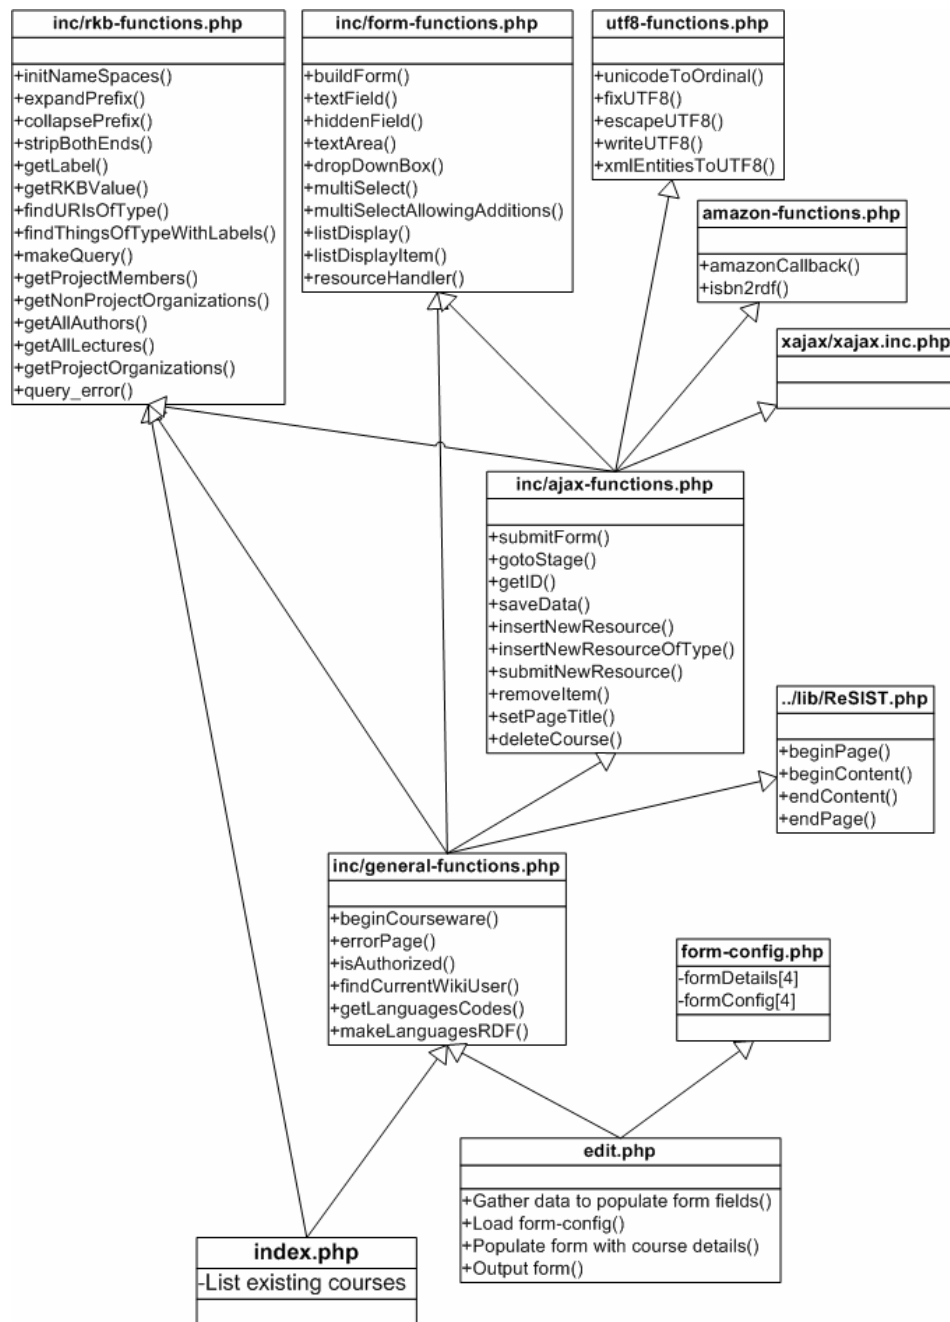 inc/rkb-functions.php
+initNameSpaces()
+expandPrefix()
+collapsePrefix()
+stripBothEnds()
+getLabel()
+getRKBValue()
+findURIsOfType()
+findThingsOfTypeWithLabels()
+makeQuery()
+getProjectMembers()
+getNonProjectOrganizations()
+getAllAuthors()
+getAllLectures()
+getProjectOrganizations()
+query_error()
inc/form-functions.php
+buildForm()
+textField()
+hiddenField()
+textArea()
+dropDownBox()
+multiSelect()
+multiSelectAllowingAdditions()
+listDisplay()
+listDisplayItem()
+resourceHandler()
utf8-functions.php
+unicodeToOrdinal()
+fixUTF8()
+escapeUTF8()
+writeUTF8()
+xmlEntitiesToUTF8()
amazon-functions.php
+amazonCallback()
+isbn2rdf()
xajax/xajax.inc.php
inc/ajax-functions.php
+submitForm()
+gotoStage()
+getID()
+saveData()
+insertNewResource()
+insertNewResourceOfType()
+submitNewResource()
+removeItem()
+setPageTitle()
+deleteCourse()
../lib/ReSIST.php
+beginPage()
+beginContent()
+endContent()
+endPage()
inc/general-functions.php
+beginCourseware()
+errorPage()
+isAuthorized()
+findCurrentWikiUser()
+getLanguagesCodes()
+makeLanguagesRDF()
form-config.php
-formDetails[4]
-formConfig[4]
edit.php
+Gather data to populate form fields()
+Load form-config()
+Populate form with course details()
+Output form()
index.php
-List existing courses